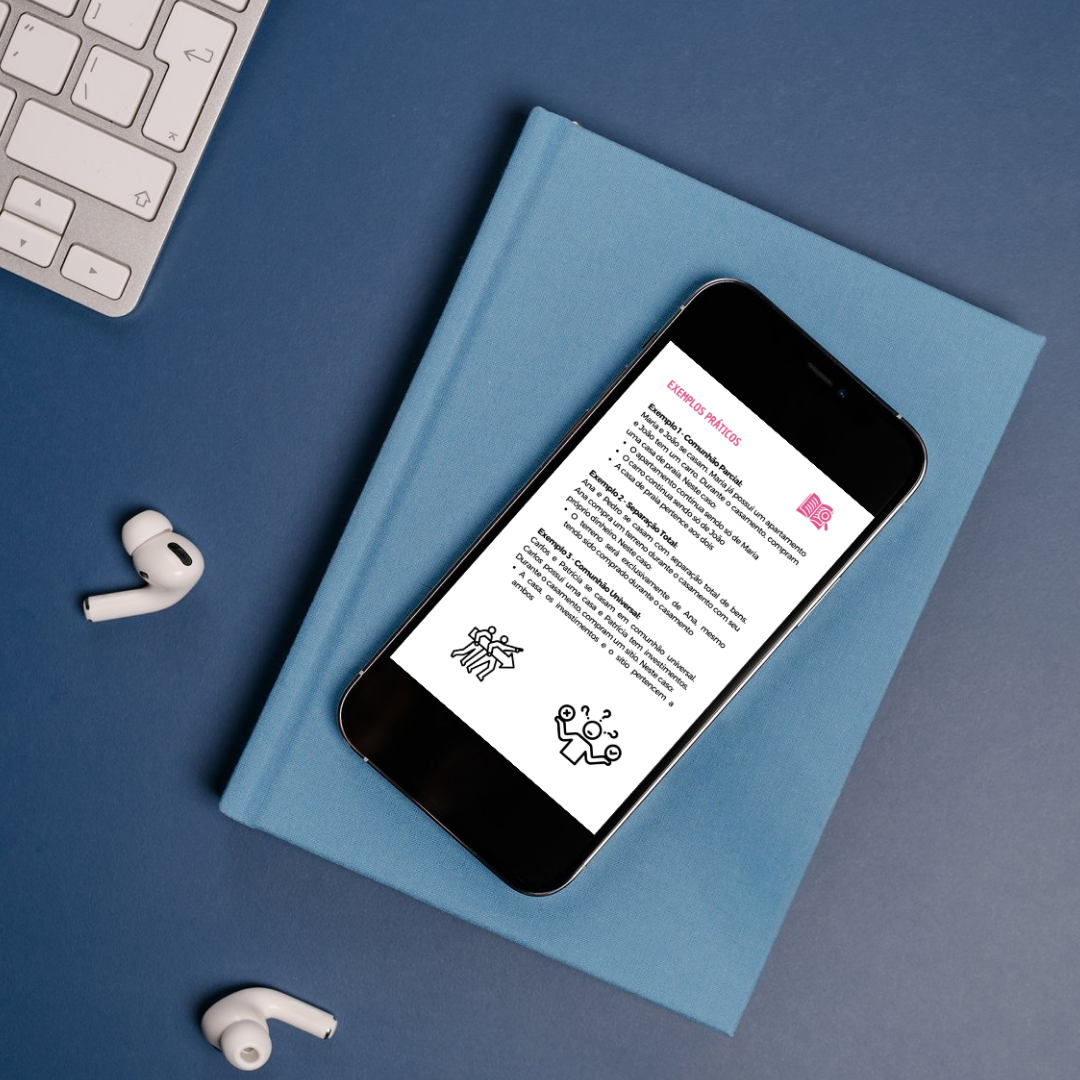 EXEMPLOS PRÁTICOS
Exemplo 1 - Comunhão Parcial:
Maria e João se casam. Maria já possui um apartamento
e João tem um carro. Durante o casamento, compram
uma casa de praia. Neste caso:
• O apartamento continua sendo só de Maria
• O carro continua sendo só de João
• A casa de praia pertence aos dois
Exemplo 2 - Separação Total:
Ana e Pedro se casam com separação total de bens.
Ana compra um terreno durante o casamento com seu
próprio dinheiro. Neste caso:
• O terreno será exclusivamente de Ana, mesmo
tendo sido comprado durante o casamento
Exemplo 3 - Comunhão Universal:
Carlos e Patrícia se casam em comunhão universal.
Carlos possui uma casa e Patrícia tem investimentos.
Durante o casamento, compram um sítio. Neste caso:
• A casa, os investimentos e o sítio pertencem a
ambos